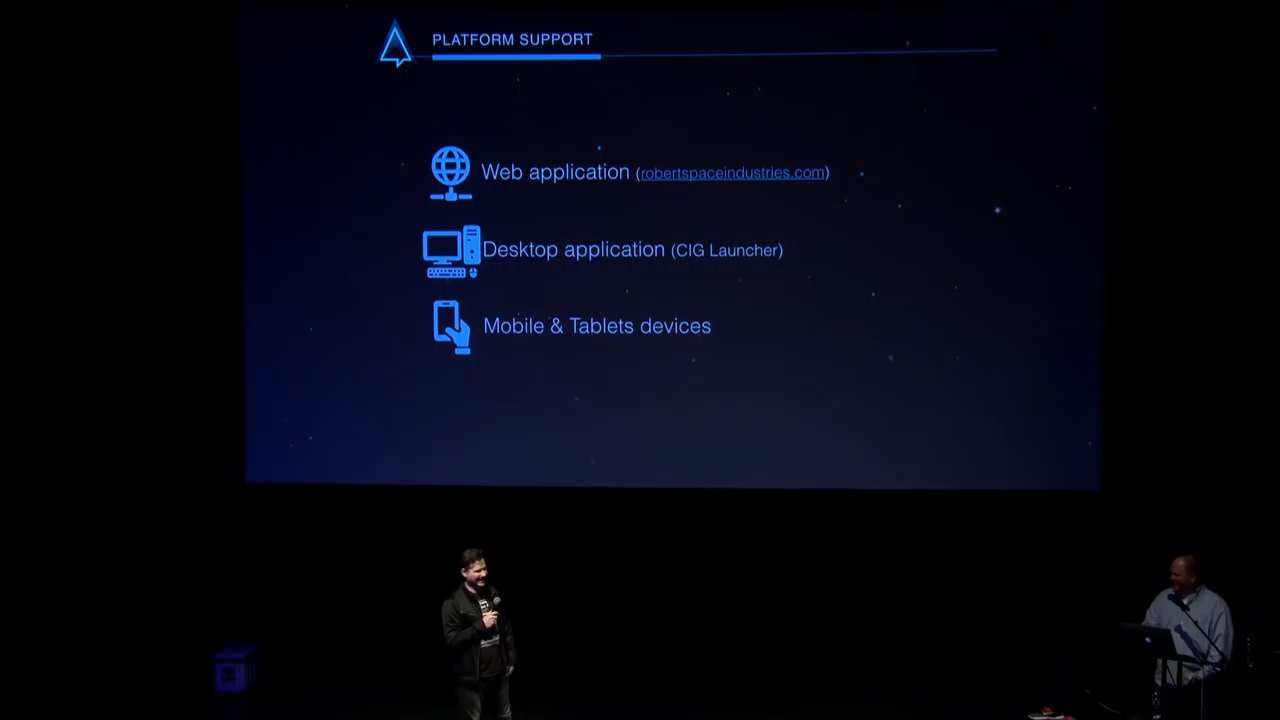 PLATFORM SUPPORT
Web application (robertspaceindustries.com)
Desktop application (CIG Launcher)
Mobile & Tablets devices